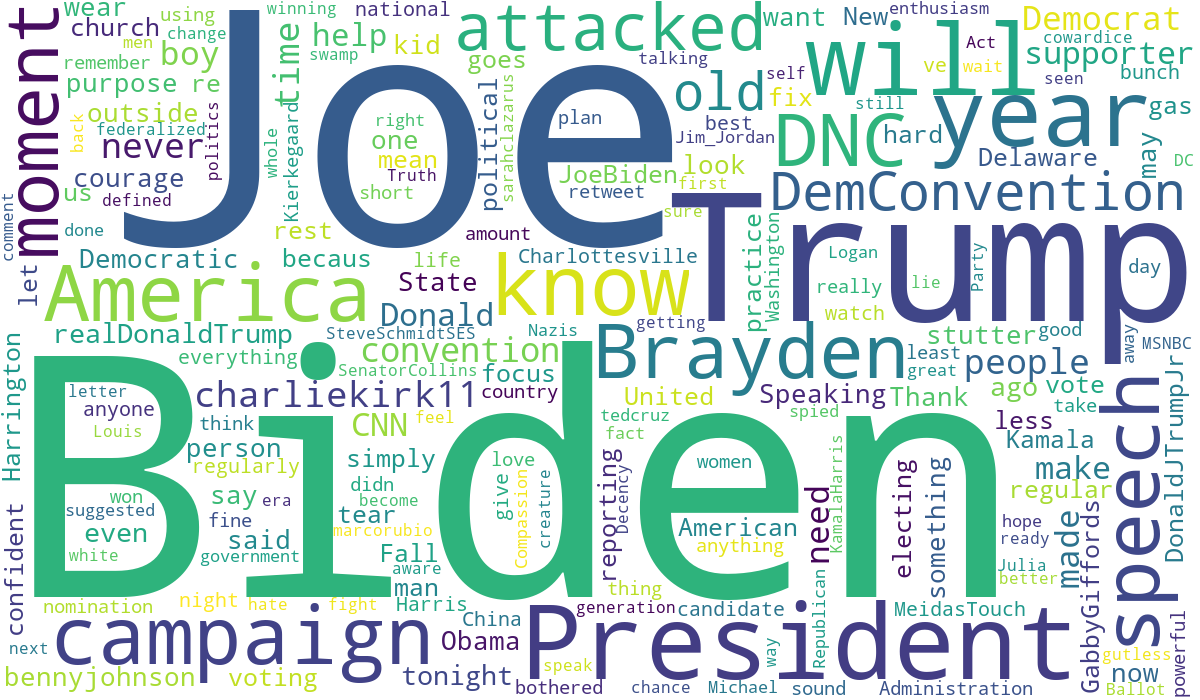 wear
national
attacked
want
New
enthusiasm
Democrat
cowardice
church
using
winning
help
kid
goes
talking
will
Act
supporter
men
change
swamp
time
self
ve
wait
seen
bunch
remember
boy
Joe
old
fix
still
year
gas
purpose
re
moment
outside
federalized
back
never
politics
whole
Kierkegaard
right
one
mean
Truth
short
political
sarahclazarus
plan
JoeBiden
retweet
Jim_Jordan
best
look
first
DNC
hard
Delaware
may
DC
courage
us
defined
done
comment
rest
amount
sure
DemConvention
Democratic
becaus
life
State
Charlottesville
Trump
practice
Washington
Logan
really
lie
Party
day
let
America
Donald
know
getting
watch
realDonaldTrump
SteveSchmidtSES
Nazis
stutter
good
away
MSNBC
Harrington
everything
convention
SenatorCollins
focus
Brayden
least
great
people
letter
anyone
Louis
charliekirk11
country
United
Speaking
Thank
ago
vote
take
DonaldJTrumpJr
think
feel
CNN
tedcruz
fact
spied
less
speech
Biden
person
regularly
simply
love
give
creature
Compassion
women
Kamala
make
won
suggested
say
era
didn
become
reporting
Decency
need
KamalaHarris
electing
something
regular
GabbyGiffords
even
white
fine
said
government
tear
marcorubio
American
anything
made
hope
ready
confident
Fall
aware
man
thing
Julia
better
nomination
night
hate
fight
Harris
generation
candidate
Republican
MeidasTouch
powerful
next
campaign
China
Obama
President
way
gutless
now
bennyjohnson
voting
tonight
speak
bothered
chance
Michael
sound
Administration
Ballot